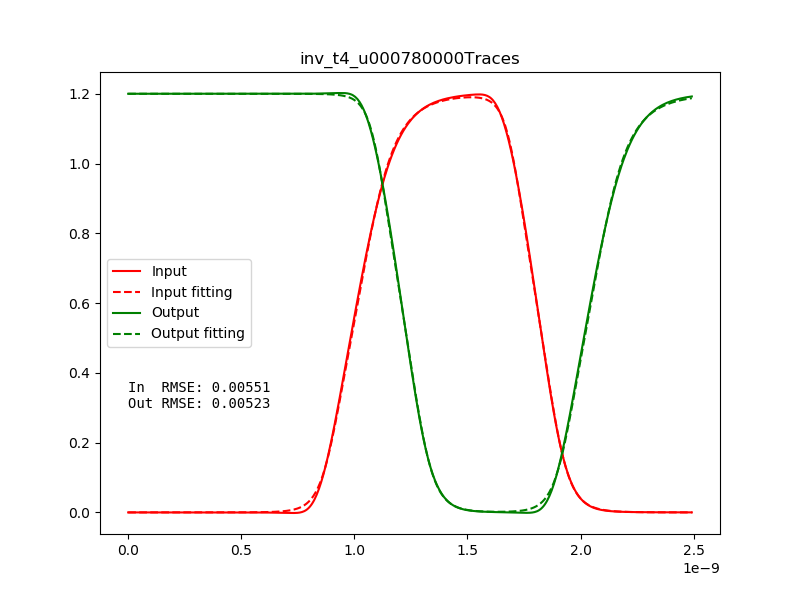 inv_t4_u000780000Traces
1.2
1.0
0.8
0.6
0.4
0.2
0.0
Input
Input fitting
Output
Output fitting
In  RMSE: 0.00551
Out RMSE: 0.00523
0.0 0.5 1.0 1.5 2.0 2.5
1e−9